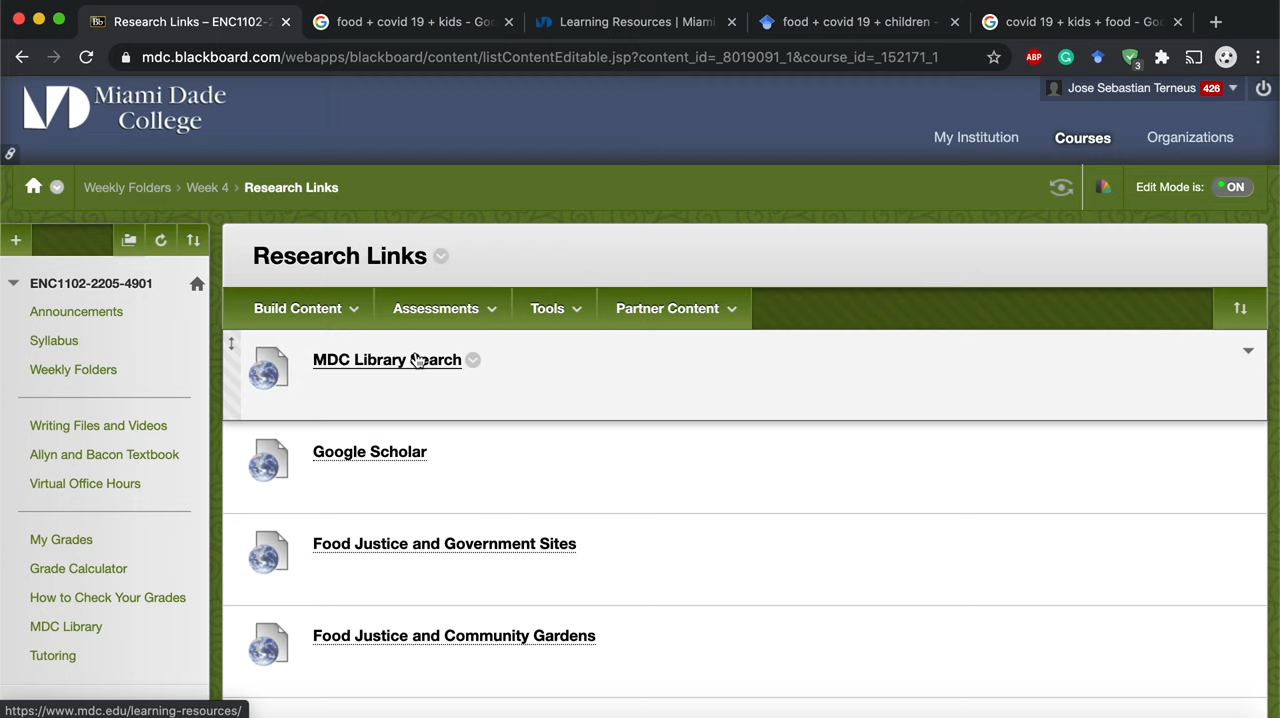 Research Links – ENC1102-2
food + covid 19 + kids - Goo
Learning Resources | Miami
food + covid 19 + children -
covid 19 + kids + food - Goo
mdc.blackboard.com/webapps/blackboard/content/listContentEditable.jsp?content_id=_8019091_1&course_id=_152171_1
ABP
3
Miami Dade
College
Jose Sebastian Terneus 426
My Institution
Courses
Organizations
Weekly Folders > Week 4 > Research Links
Edit Mode is: ON
Research Links
Build Content
Assessments
Tools
Partner Content
ENC1102-2205-4901
Announcements
Syllabus
Weekly Folders
Writing Files and Videos
Allyn and Bacon Textbook
Virtual Office Hours
My Grades
Grade Calculator
How to Check Your Grades
MDC Library
Tutoring
MDC Library Search
Google Scholar
Food Justice and Government Sites
Food Justice and Community Gardens
https://www.mdc.edu/learning-resources/